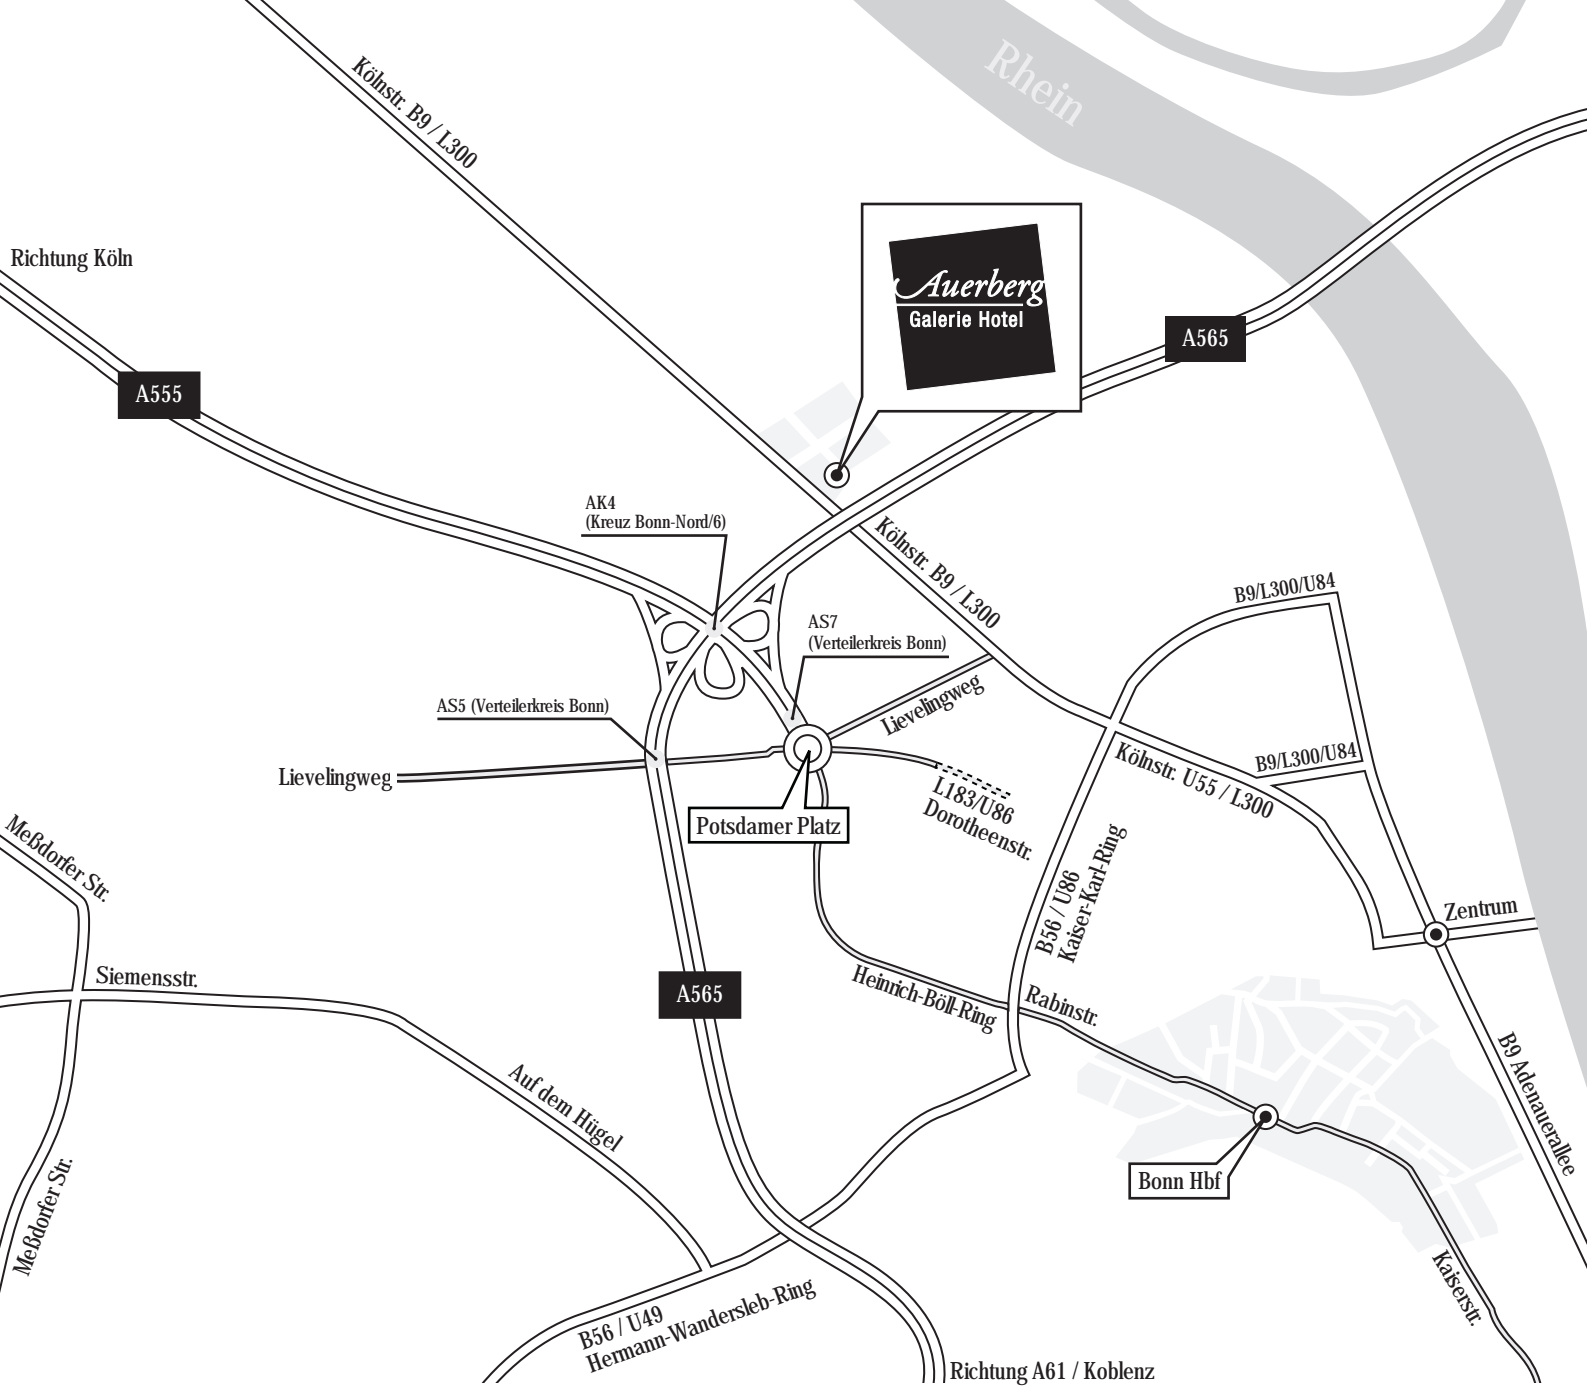 Rhein
Kölnstr. B9 / L300
Richtung Köln
Auerberg
Galerie Hotel
A565
A555
AK4
(Kreuz Bonn-Nord/6)
Kölnstr. B9 / L300
B9/L300/U84
AS7
(Verteilerkreis Bonn)
AS5 (Verteilerkreis Bonn)
Lievelingweg
Lievelingweg
B9/L300/U84
Kölnstr. U55 / L300
L183/U86
Dorotheenstr.
Potsdamer Platz
Meßdorfer Str.
B56 / U86
Kaiser-Karl-Ring
Zentrum
Siemensstr.
A565
Heinrich-Böll-Ring
Rabinstr.
B9 Adenauerallee
Auf dem Hügel
Bonn Hbf
Meßdorfer Str.
Kaiserstr.
B56 / U49
Hermann-Wandersleb-Ring
Richtung A61 / Koblenz